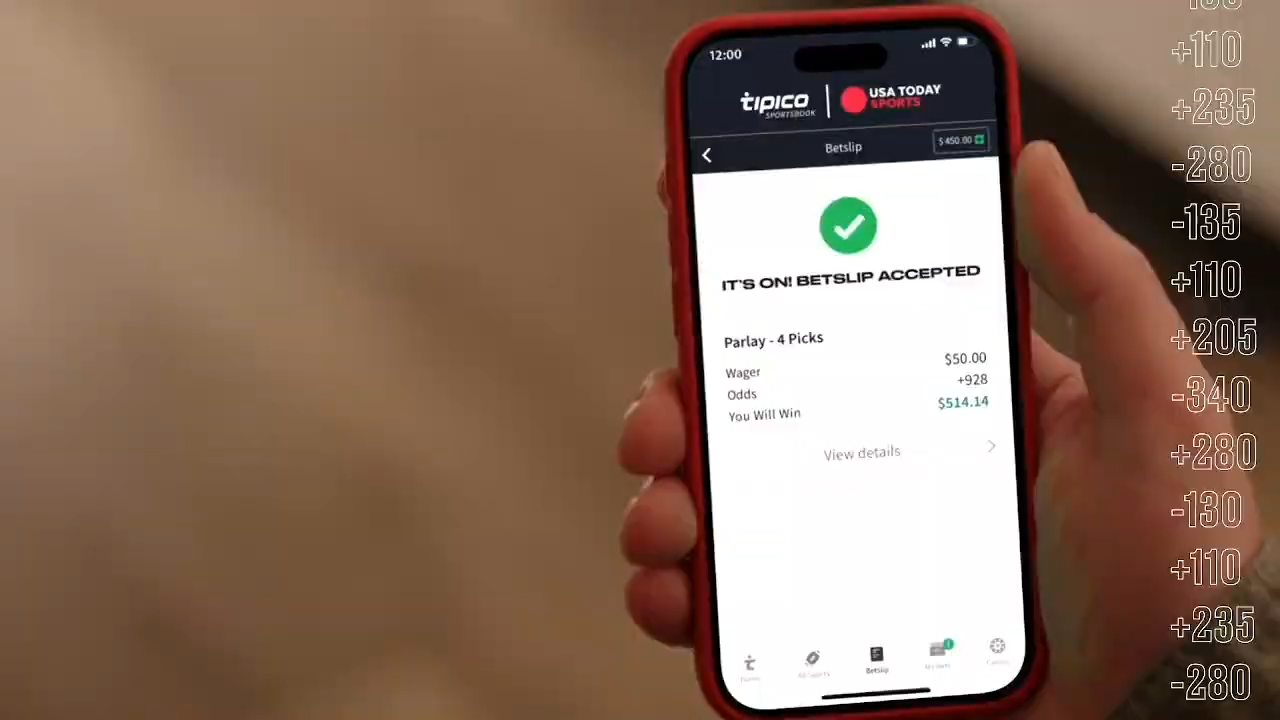 12:00
tipico
SPORTSBOOK
USA TODAY
SPORTS
Betslip
$450.00
IT'S ON! BETSLIP ACCEPTED
Parlay - 4 Picks
Wager
$50.00
Odds
+928
You Will Win
$514.14
View details
Betslip
+110
+235
-280
-135
+110
+205
-340
+280
-130
+110
+235
-280